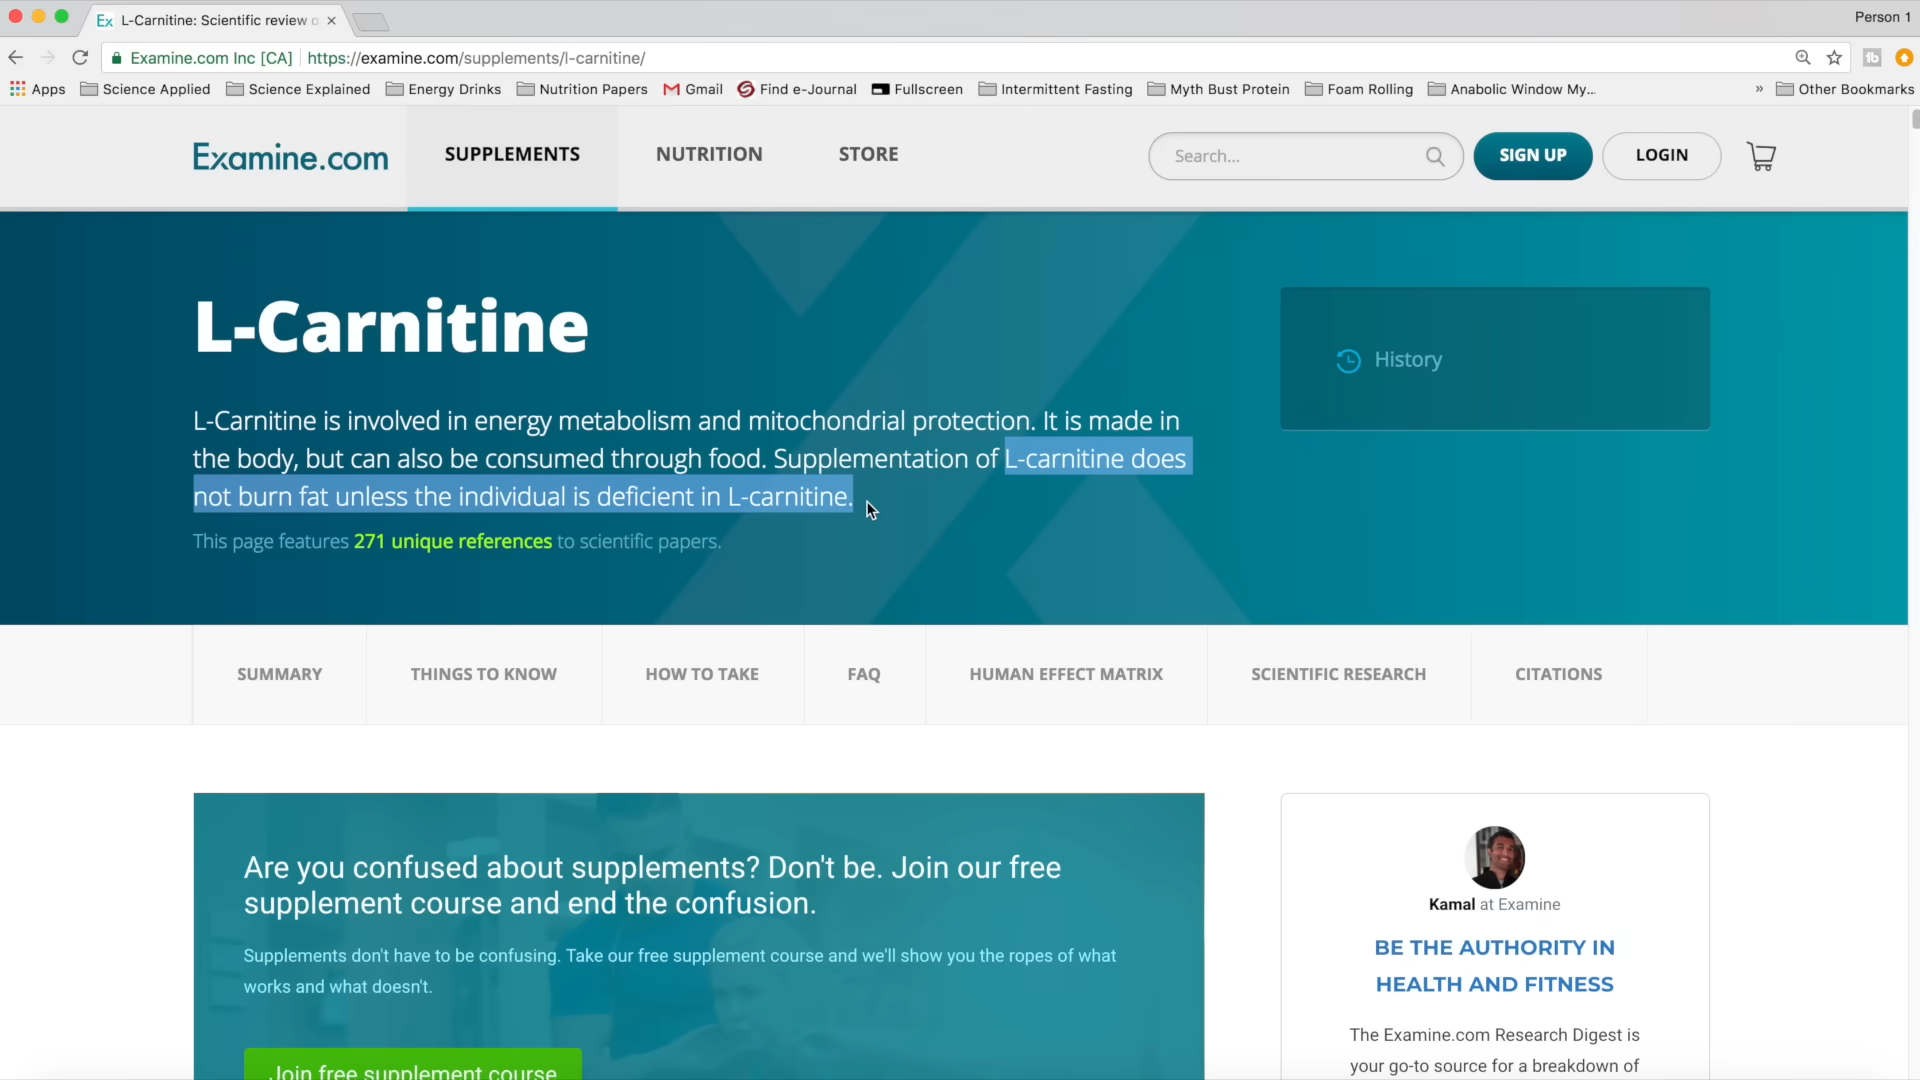 Ex L-Carnitine: Scientific review o
Person 1
Examine.com Inc [CA] https://examine.com/supplements/l-carnitine/
Apps Science Applied Science Explained Energy Drinks Nutrition Papers Gmail Find e-Journal Fullscreen Intermittent Fasting Myth Bust Protein Foam Rolling Anabolic Window My... » Other Bookmarks
Examine.com SUPPLEMENTS NUTRITION STORE Search... SIGN UP LOGIN
L-Carnitine
History
L-Carnitine is involved in energy metabolism and mitochondrial protection. It is made in
the body, but can also be consumed through food. Supplementation of L-carnitine does
not burn fat unless the individual is deficient in L-carnitine.
This page features 271 unique references to scientific papers.
SUMMARY THINGS TO KNOW HOW TO TAKE FAQ HUMAN EFFECT MATRIX SCIENTIFIC RESEARCH CITATIONS
Are you confused about supplements? Don't be. Join our free
supplement course and end the confusion.
Supplements don't have to be confusing. Take our free supplement course and we'll show you the ropes of what
works and what doesn't.
Join free supplement course
Kamal at Examine
BE THE AUTHORITY IN
HEALTH AND FITNESS
The Examine.com Research Digest is
your go-to source for a breakdown of